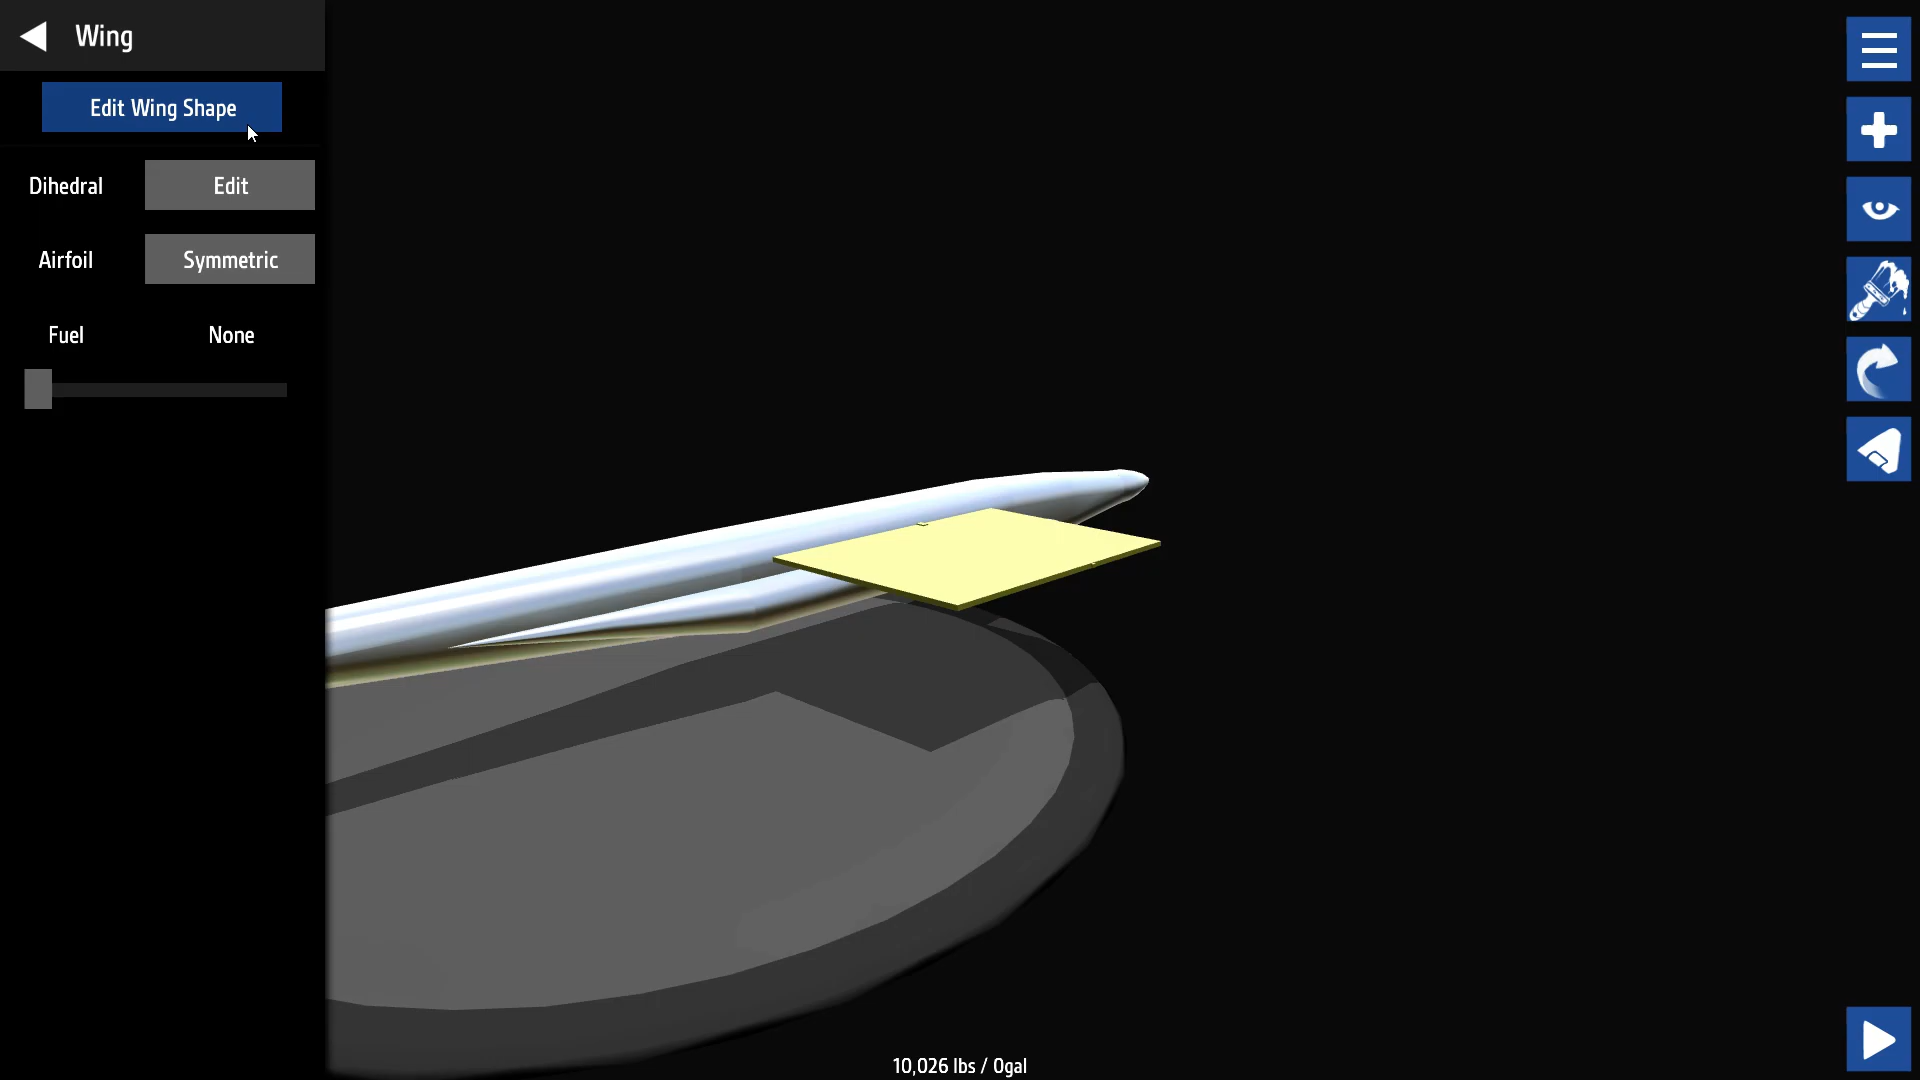 Wing
Edit Wing Shape
Dihedral
Edit
Airfoil
Symmetric
Fuel
None
10,026 lbs / 0gal